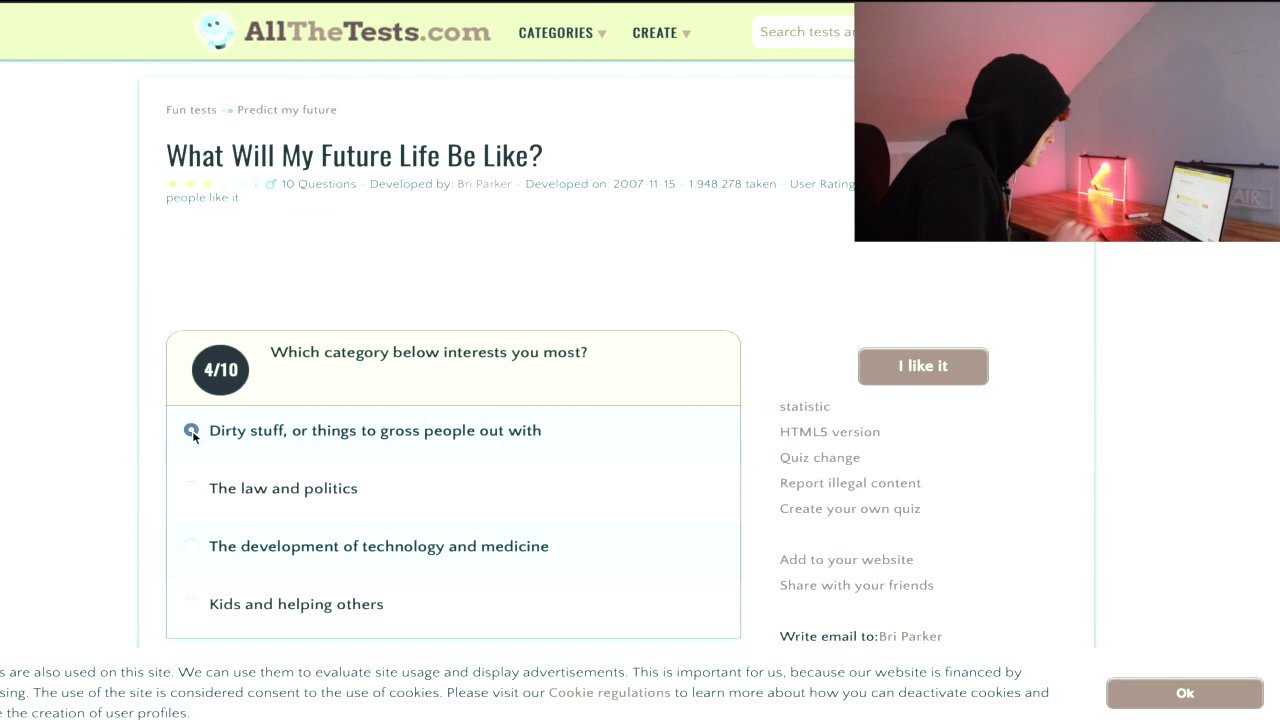 AllTheTests.com CATEGORIES ▼ CREATE ▼ Search tests
Fun tests -» Predict my future
What Will My Future Life Be Like?
10 Questions - Developed by: Bri Parker - Developed on: 2007-11-15 - 1.948.278 taken - User Rating
people like it
4/10 Which category below interests you most?
Dirty stuff, or things to gross people out with
The law and politics
The development of technology and medicine
Kids and helping others
I like it
statistic
HTML5 version
Quiz change
Report illegal content
Create your own quiz
Add to your website
Share with your friends
Write email to:Bri Parker
AIR
s are also used on this site. We can use them to evaluate site usage and display advertisements. This is important for us, because our website is financed by
sing. The use of the site is considered consent to the use of cookies. Please visit our Cookie regulations to learn more about how you can deactivate cookies and
e the creation of user profiles.
Ok